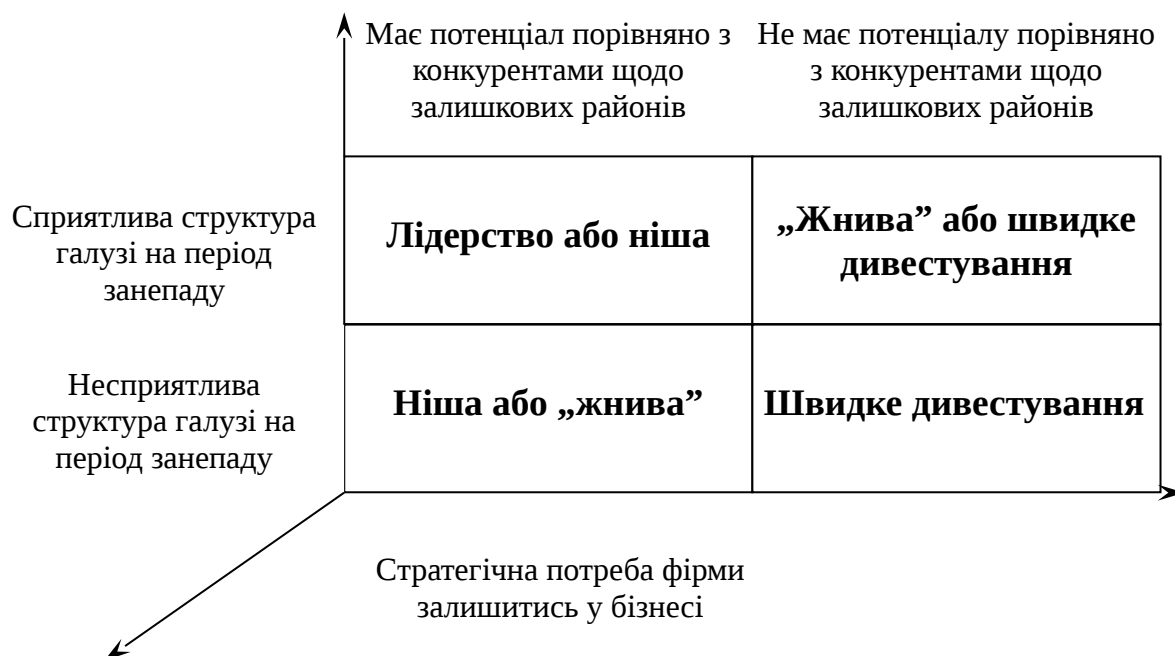 Має потенціал порівняно з
конкурентами щодо
залишкових районів
Не має потенціалу порівняно
з конкурентами щодо
залишкових районів
Сприятлива структура
галузі на період
занепаду
Лідерство або ніша
„Жнива” або швидке
дивестування
Несприятлива
структура галузі на
період занепаду
Ніша або „жнива”
Швидке дивестування
Стратегічна потреба фірми
залишитись у бізнесі